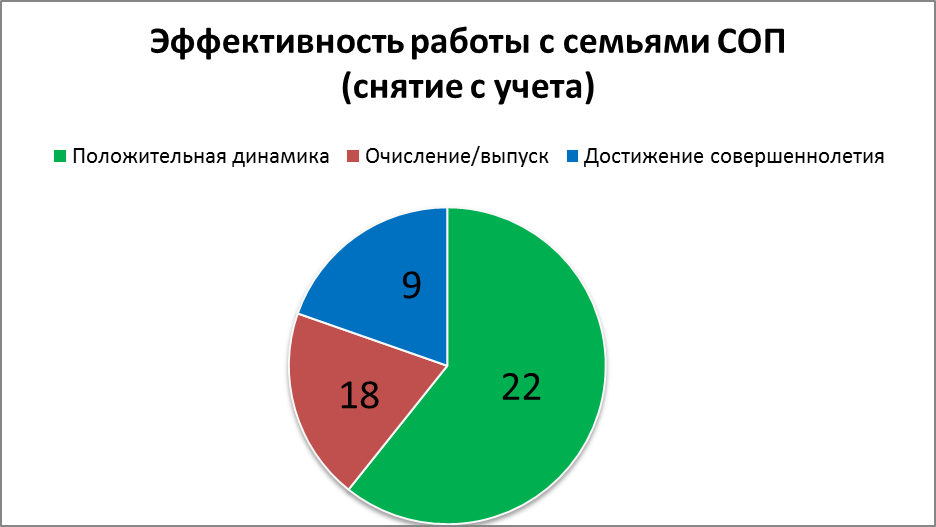 Эффективность работы с семьями СОП
(снятие с учета)
Положительная динамика Очисление/выпуск Достижение совершеннолетия
9
18
22